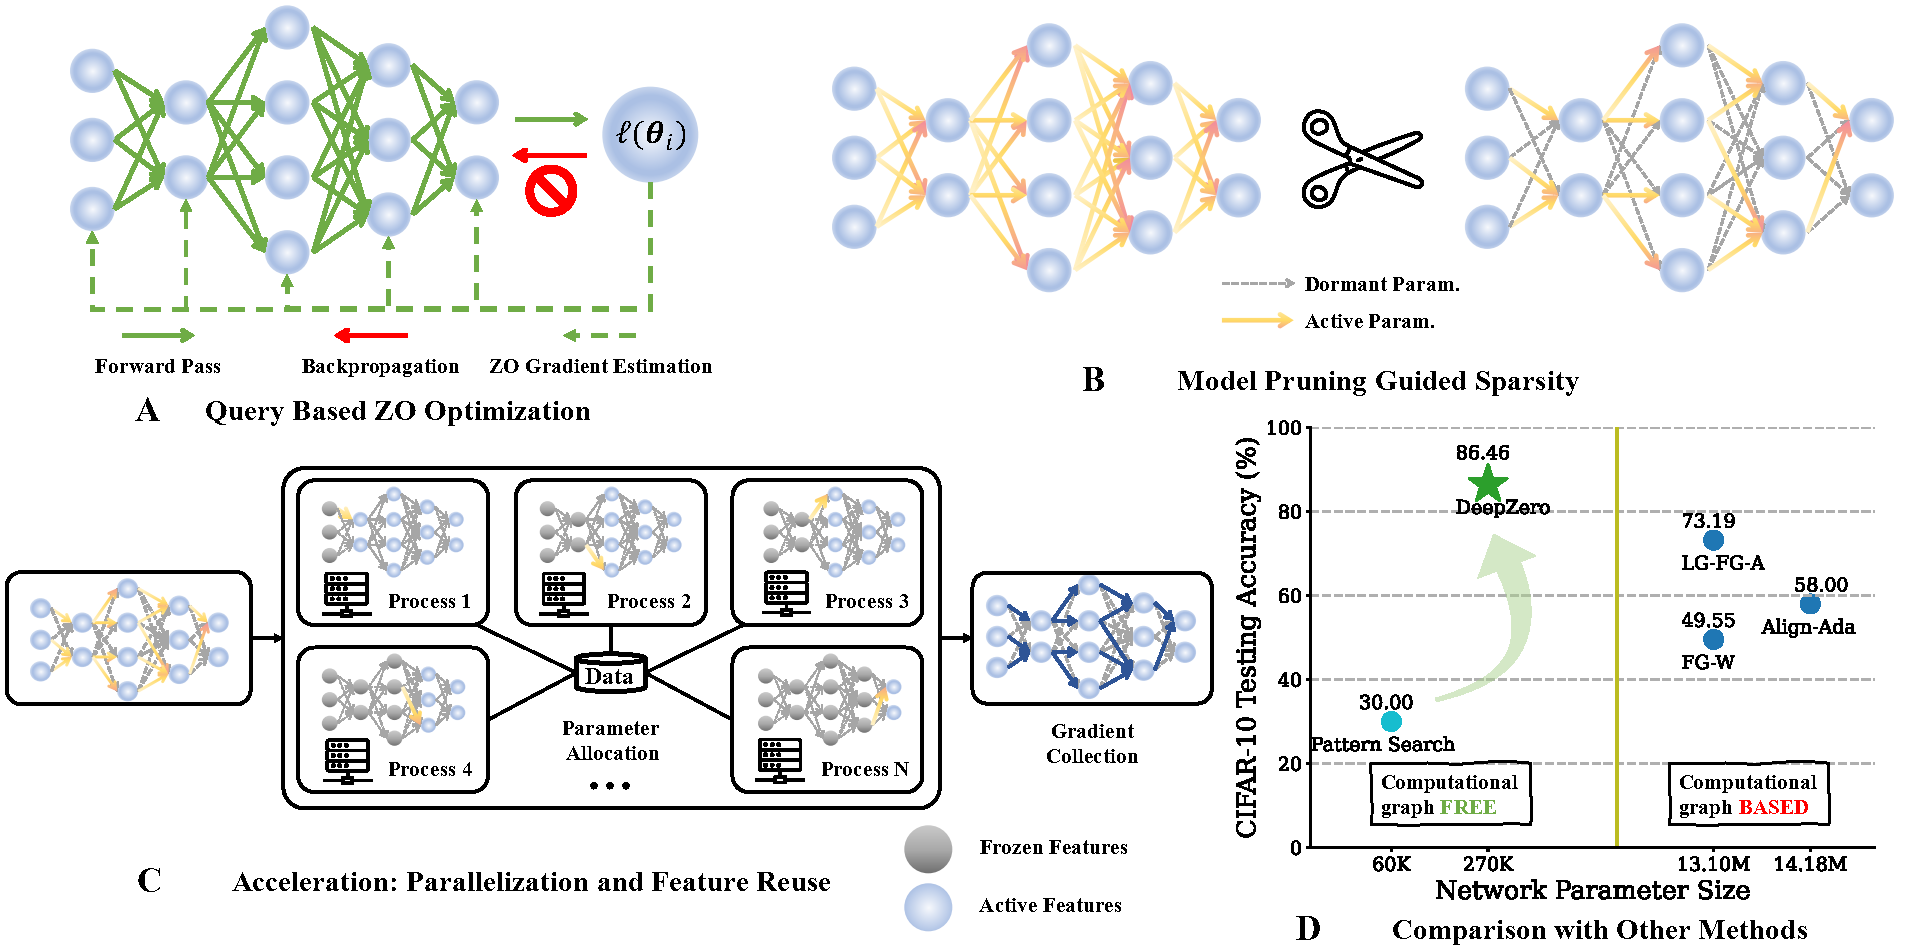 ℓ(θᵢ)
Forward Pass
Backpropagation
ZO Gradient Estimation
A Query Based ZO Optimization
Dormant Param.
Active Param.
B Model Pruning Guided Sparsity
Process 1
Process 2
Process 3
Data
Process 4
Parameter
Allocation
...
Process N
Gradient
Collection
Frozen Features
Active Features
C Acceleration: Parallelization and Feature Reuse
CIFAR-10 Testing Accuracy (%)
100
80
60
40
20
0
86.46
DeepZero
73.19
LG-FG-A
58.00
Align-Ada
49.55
FG-W
30.00
Pattern Search
Computational
graph FREE
Computational
graph BASED
60K
270K
13.10M
14.18M
Network Parameter Size
D Comparison with Other Methods